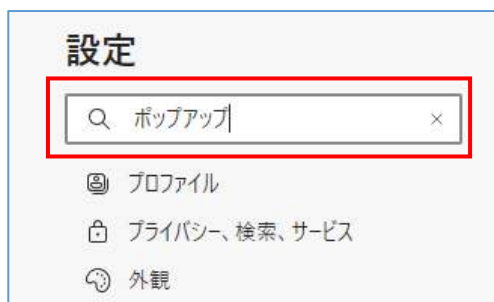 設定
ポップアップ
プロファイル
プライバシー、検索、サービス
外観